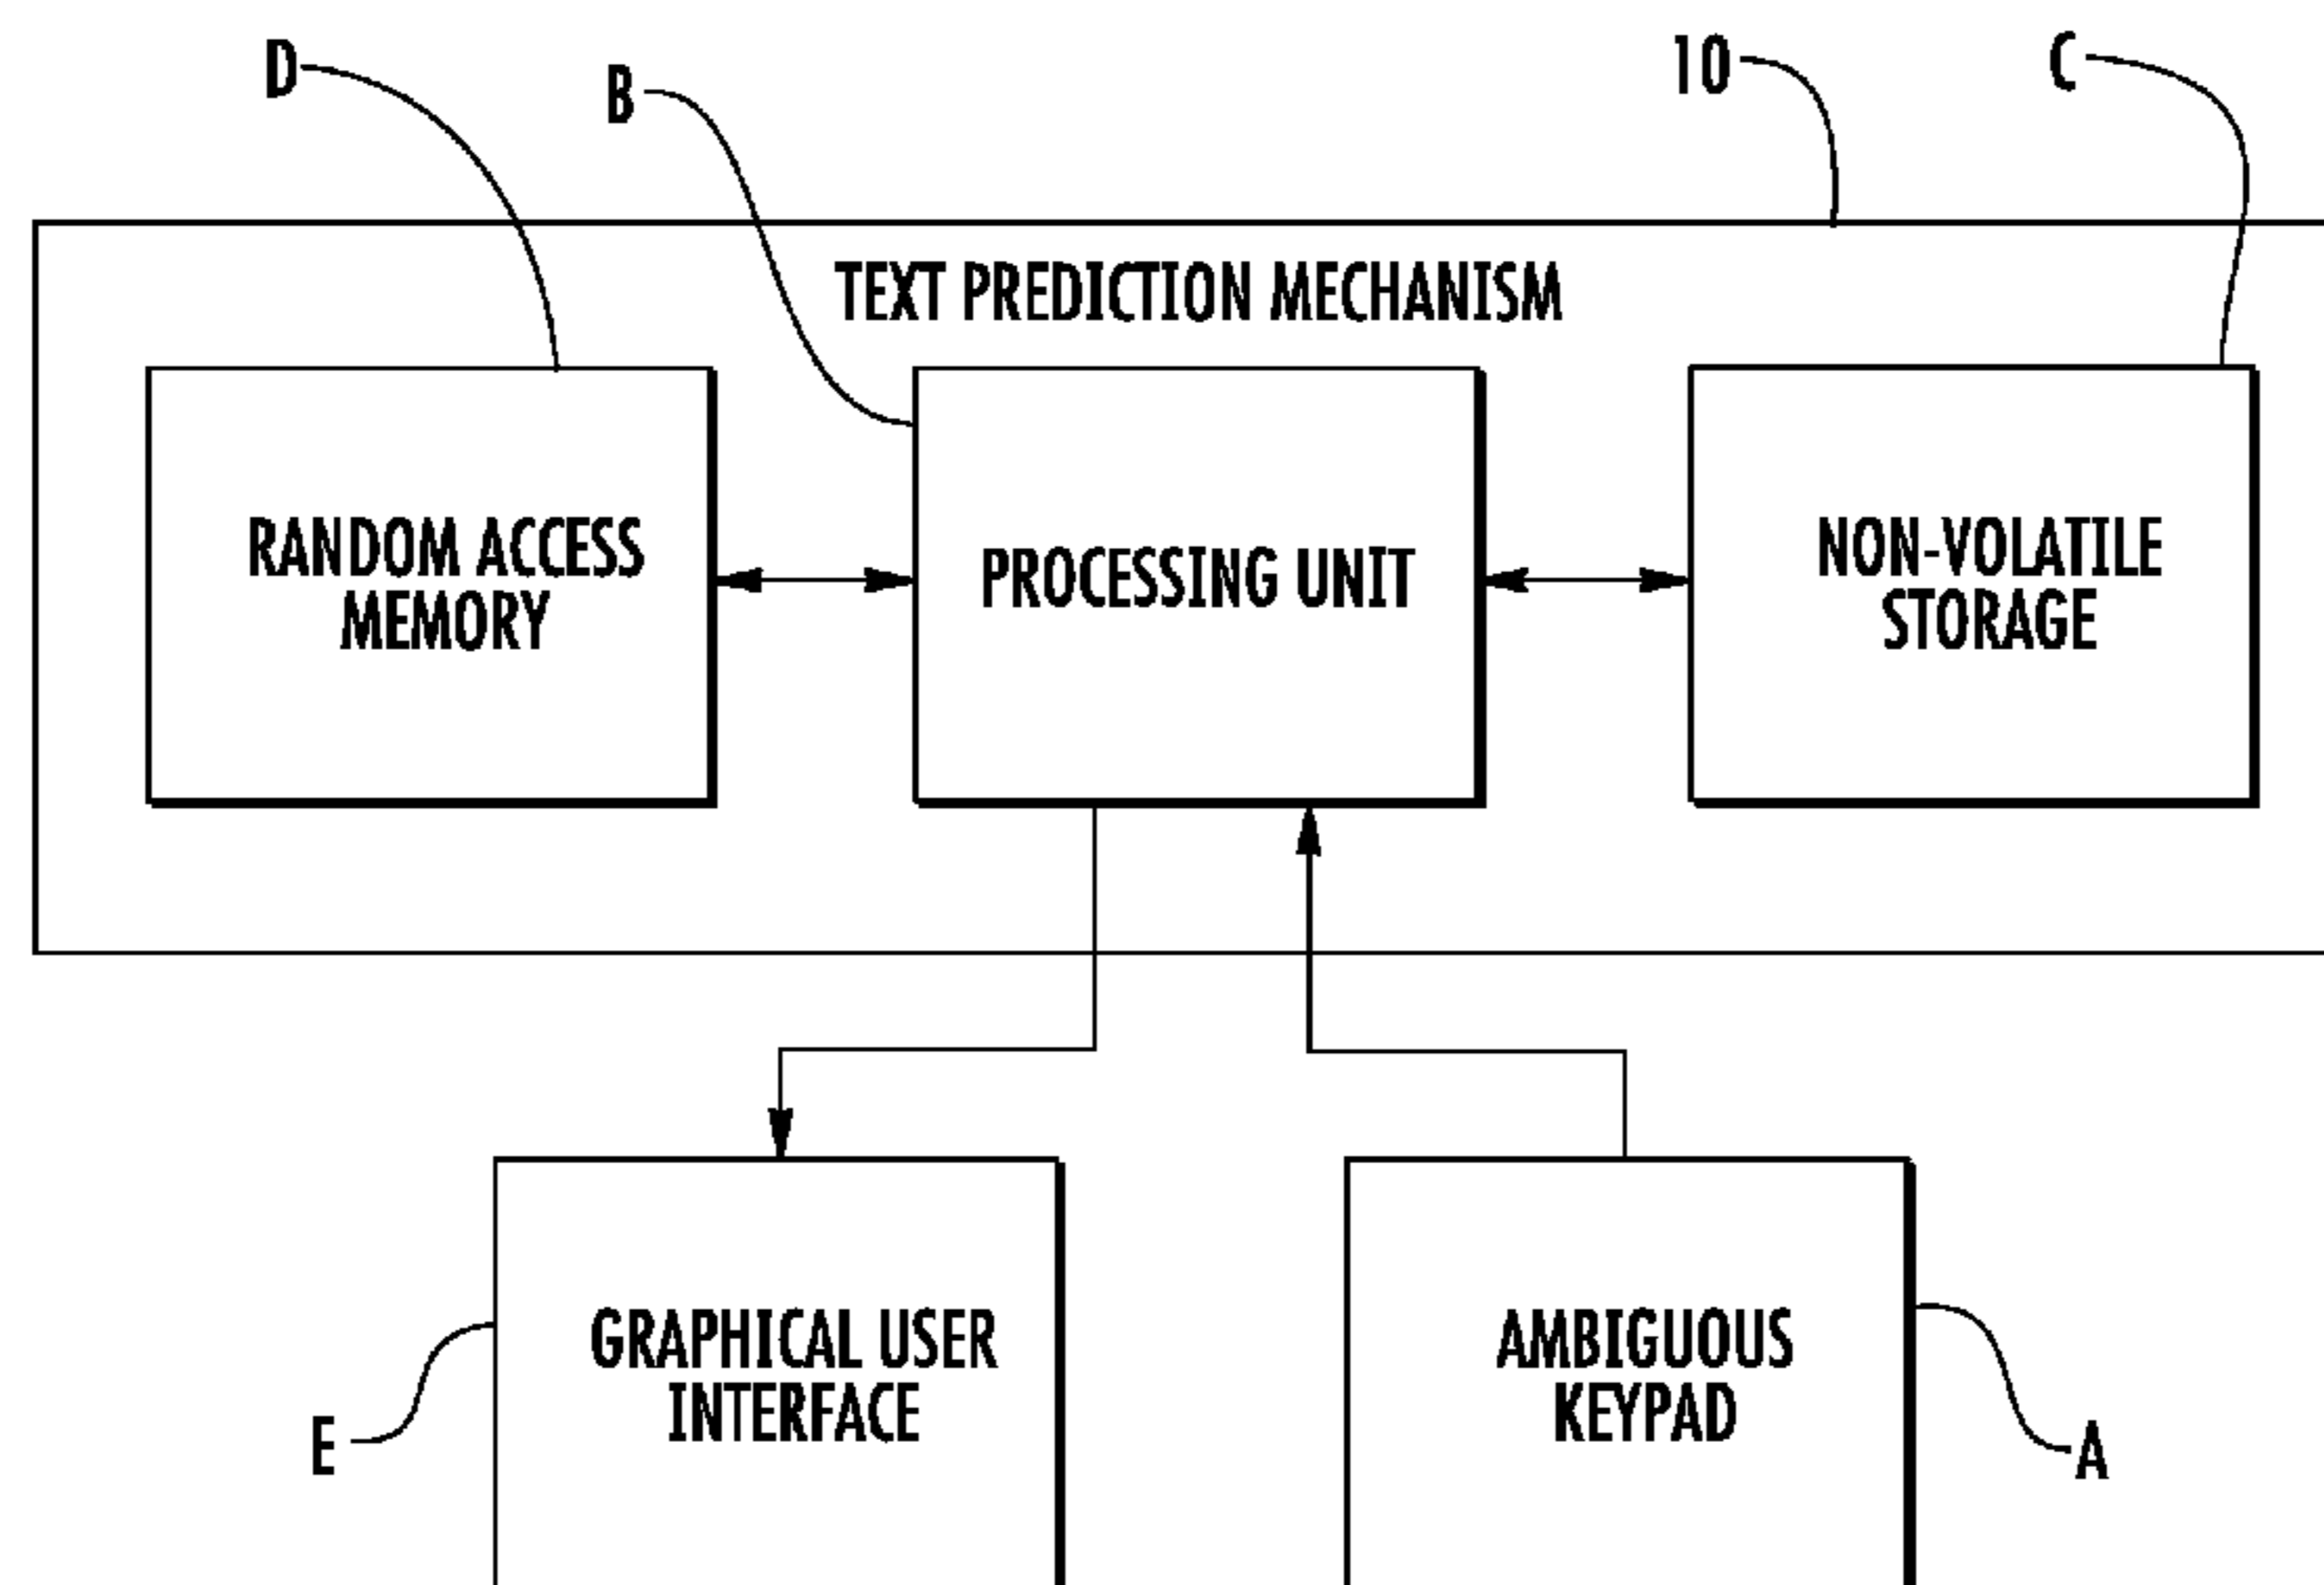 D
B
10
C
TEXT PREDICTION MECHANISM
RANDOM ACCESS
MEMORY
PROCESSING UNIT
NON-VOLATILE
STORAGE
GRAPHICAL USER
INTERFACE
AMBIGUOUS
KEYPAD
E
A